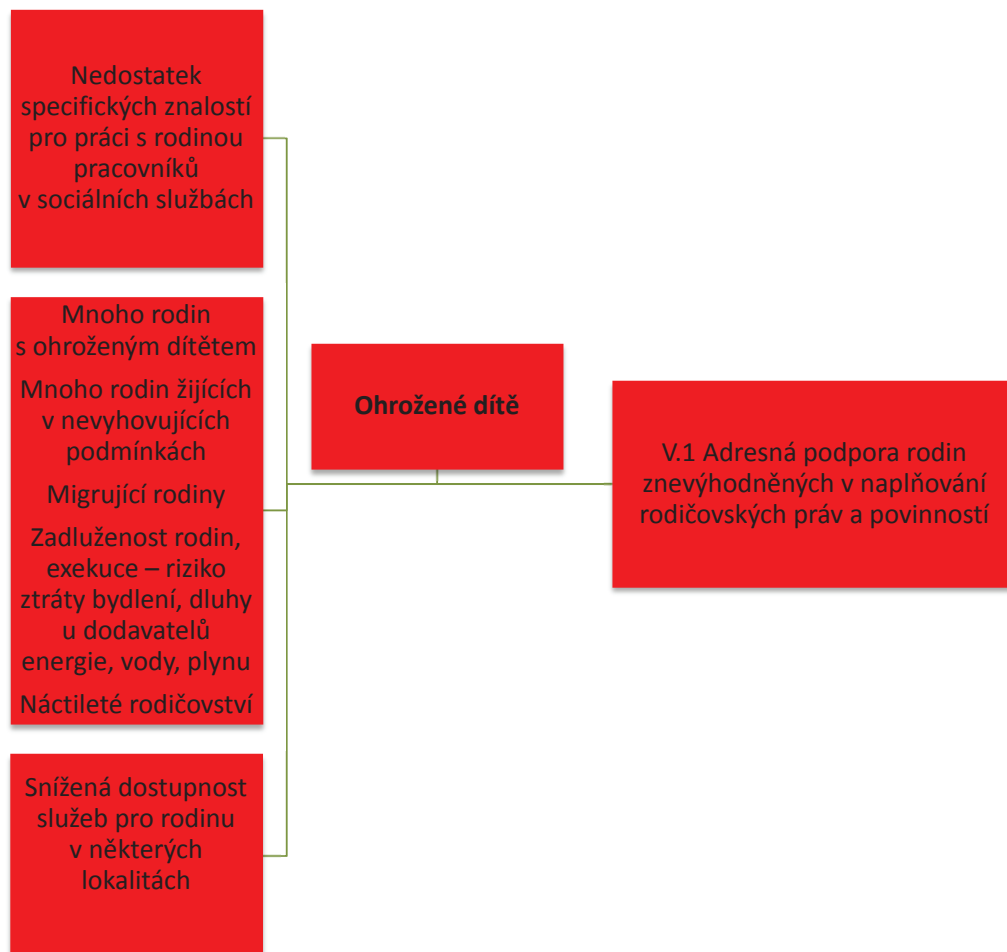 Nedostatek
specifických znalostí
pro práci s rodinou
pracovníků
v sociálních službách
Mnoho rodin
s ohroženým dítětem
Mnoho rodin žijících
v nevyhovujících
podmínkách
Migrující rodiny
Zadluženost rodin,
exekuce – riziko
ztráty bydlení, dluhy
u dodavatelů
energie, vody, plynu
Náctileté rodičovství
Snížená dostupnost
služeb pro rodinu
v některých
lokalitách
Ohrožené dítě
V.1 Adresná podpora rodin
znevýhodněných v naplňování
rodičovských práv a povinností